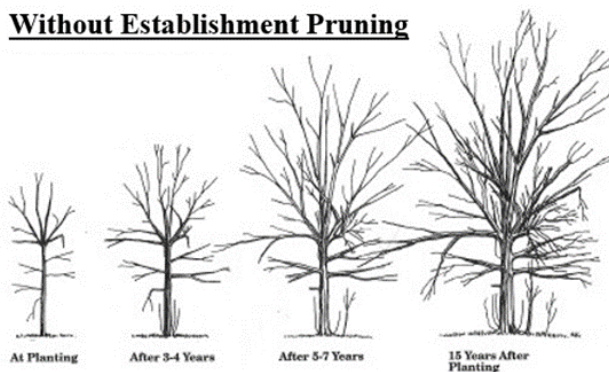 Without Establishment Pruning
At Planting
After 3-4 Years
After 5-7 Years
15 Years After
Planting